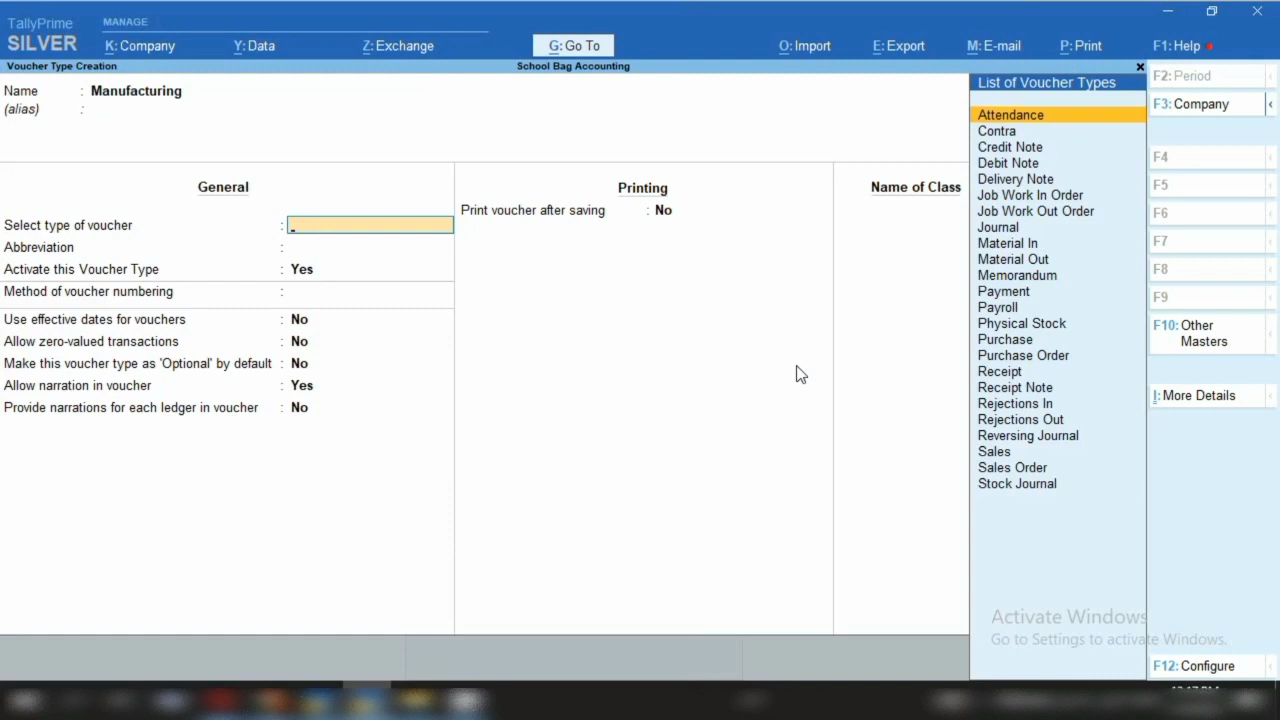 TallyPrime
SILVER
MANAGE
K: Company
Y: Data
Z: Exchange
G: Go To
O: Import
E: Export
M: E-mail
P: Print
F1: Help
Voucher Type Creation
School Bag Accounting
Name : Manufacturing
(alias) :
General
Select type of voucher :
Abbreviation :
Activate this Voucher Type : Yes
Method of voucher numbering :
Use effective dates for vouchers : No
Allow zero-valued transactions : No
Make this voucher type as 'Optional' by default : No
Allow narration in voucher : Yes
Provide narrations for each ledger in voucher : No
Printing
Print voucher after saving : No
Name of Class
List of Voucher Types
Attendance
Contra
Credit Note
Debit Note
Delivery Note
Job Work In Order
Job Work Out Order
Journal
Material In
Material Out
Memorandum
Payment
Payroll
Physical Stock
Purchase
Purchase Order
Receipt
Receipt Note
Rejections In
Rejections Out
Reversing Journal
Sales
Sales Order
Stock Journal
F2: Period
F3: Company
F4
F5
F6
F7
F8
F9
F10: Other
Masters
I: More Details
Activate Windows
Go to Settings to activate Windows.
F12: Configure